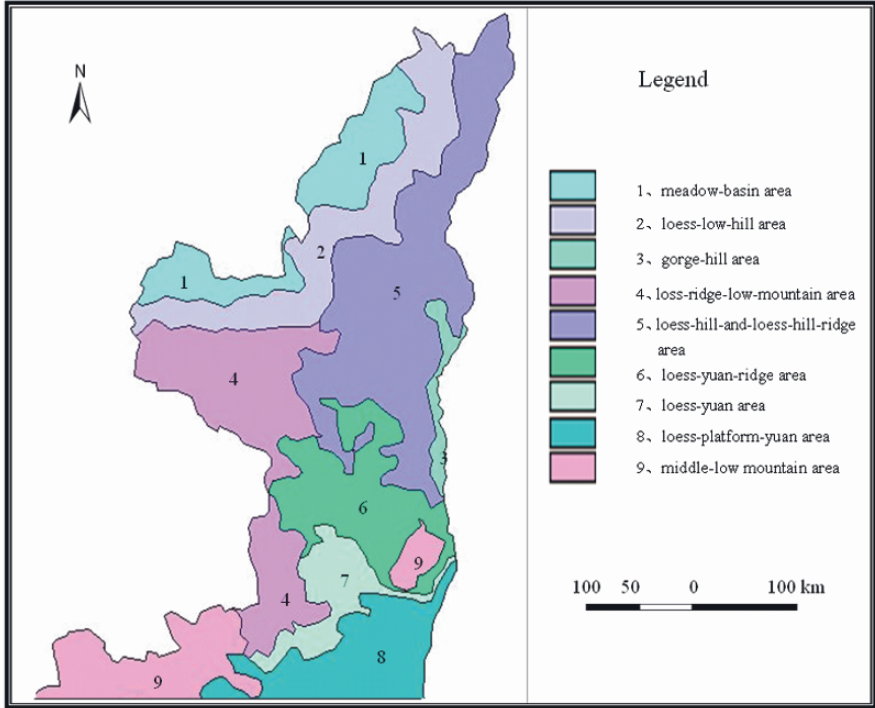 N
Legend
1
1、meadow-basin area
2、loess-low-hill area
2
3、gorge-hill area
1
5
4、loss-ridge-low-mountain area
5、loess-hill-and-loess-hill-ridge
area
4
6、loess-yuan-ridge area
7、loess-yuan area
8、loess-platform-yuan area
3
9、middle-low mountain area
6
9
7
100 50 0 100 km
4
8
9